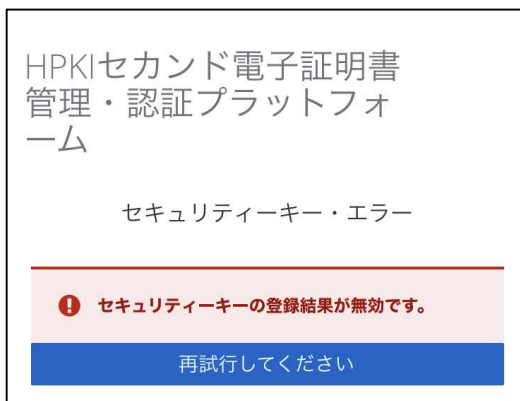 HPKIセカンド電子証明書
管理・認証プラットフォ
ーム
セキュリティーキー・エラー
セキュリティーキーの登録結果が無効です。
再試行してください